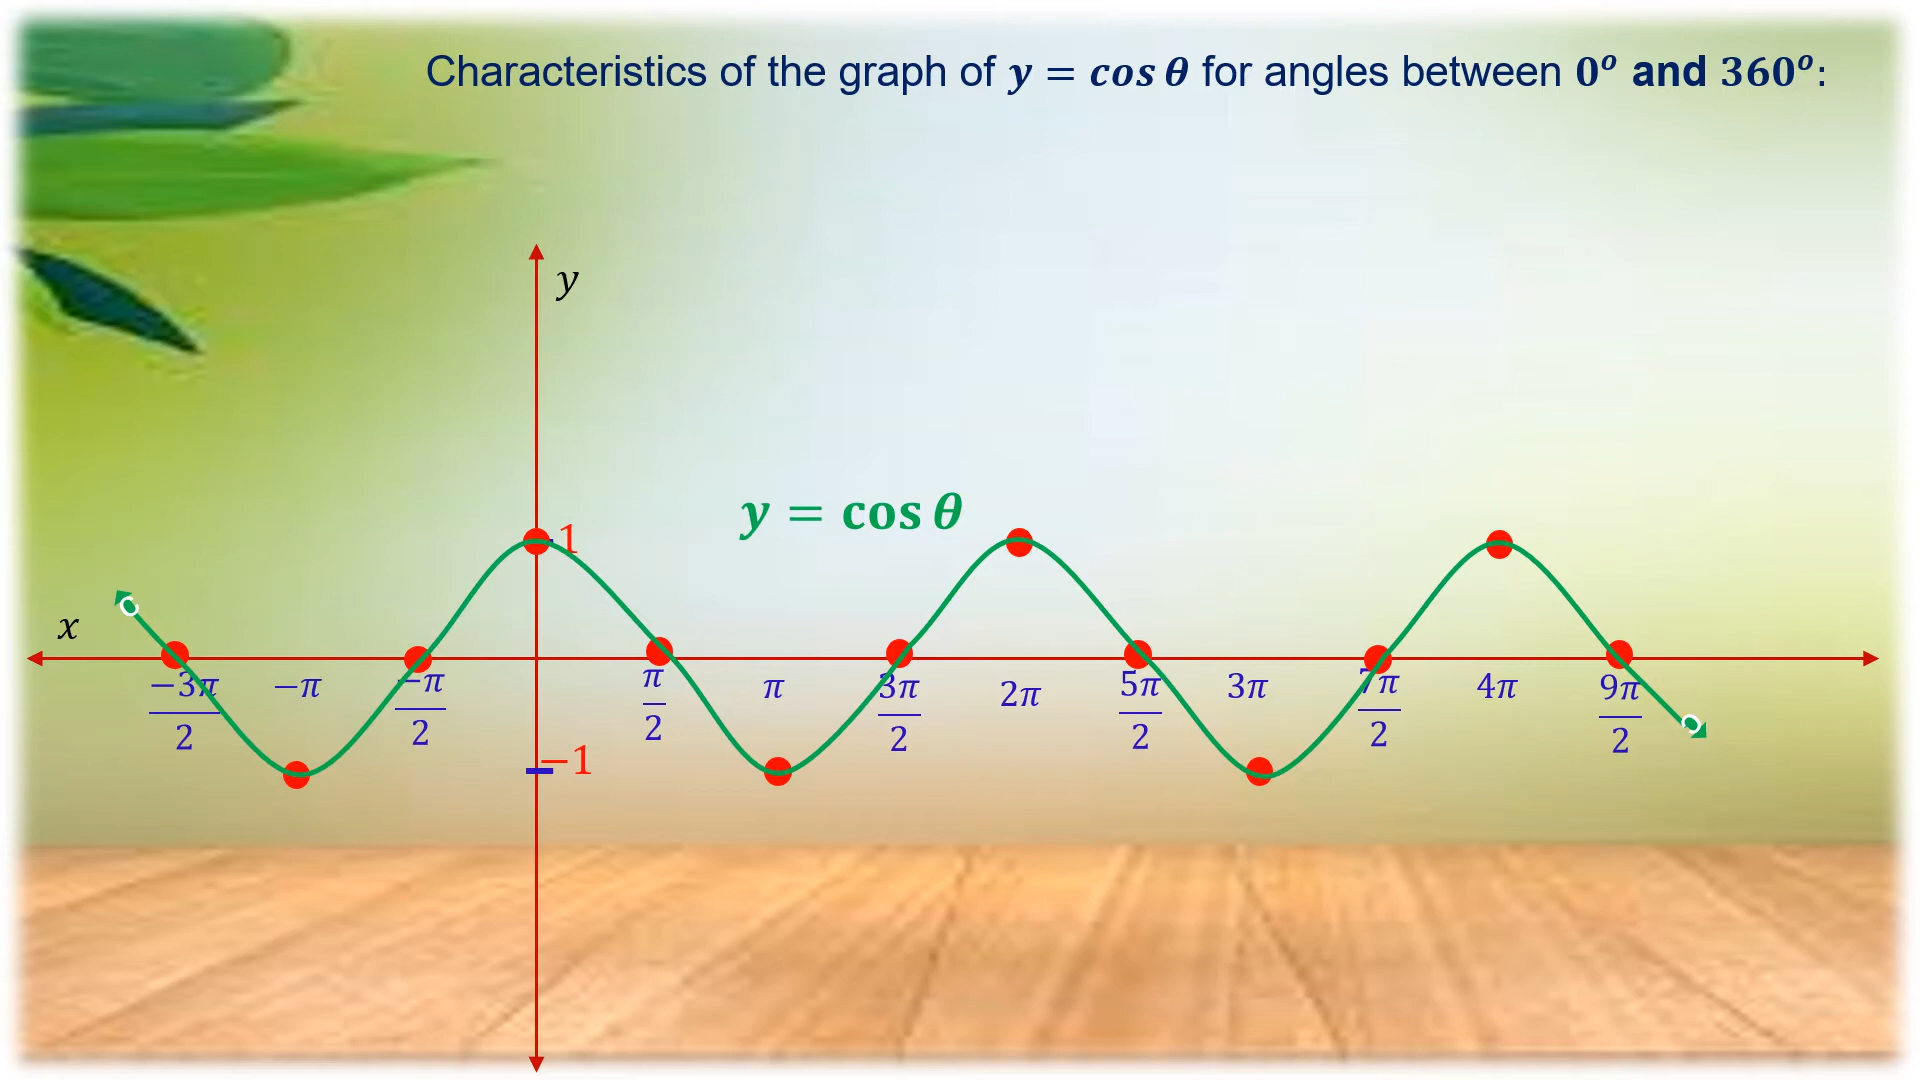 Characteristics of the graph of y = cos θ for angles between 0° and 360°:
y
y = cos θ
1
x
−3π/2 −π −π/2 π/2 π 3π/2 2π 5π/2 3π 7π/2 4π 9π/2
−1